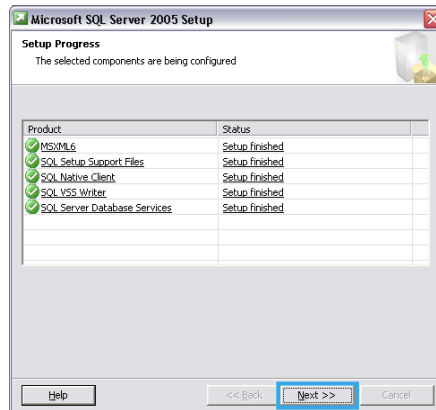 Microsoft SQL Server 2005 Setup
Setup Progress
The selected components are being configured
Product Status
MSXML6 Setup finished
SQL Setup Support Files Setup finished
SQL Native Client Setup finished
SQL VSS Writer Setup finished
SQL Server Database Services Setup finished
Help << Back Next >> Cancel